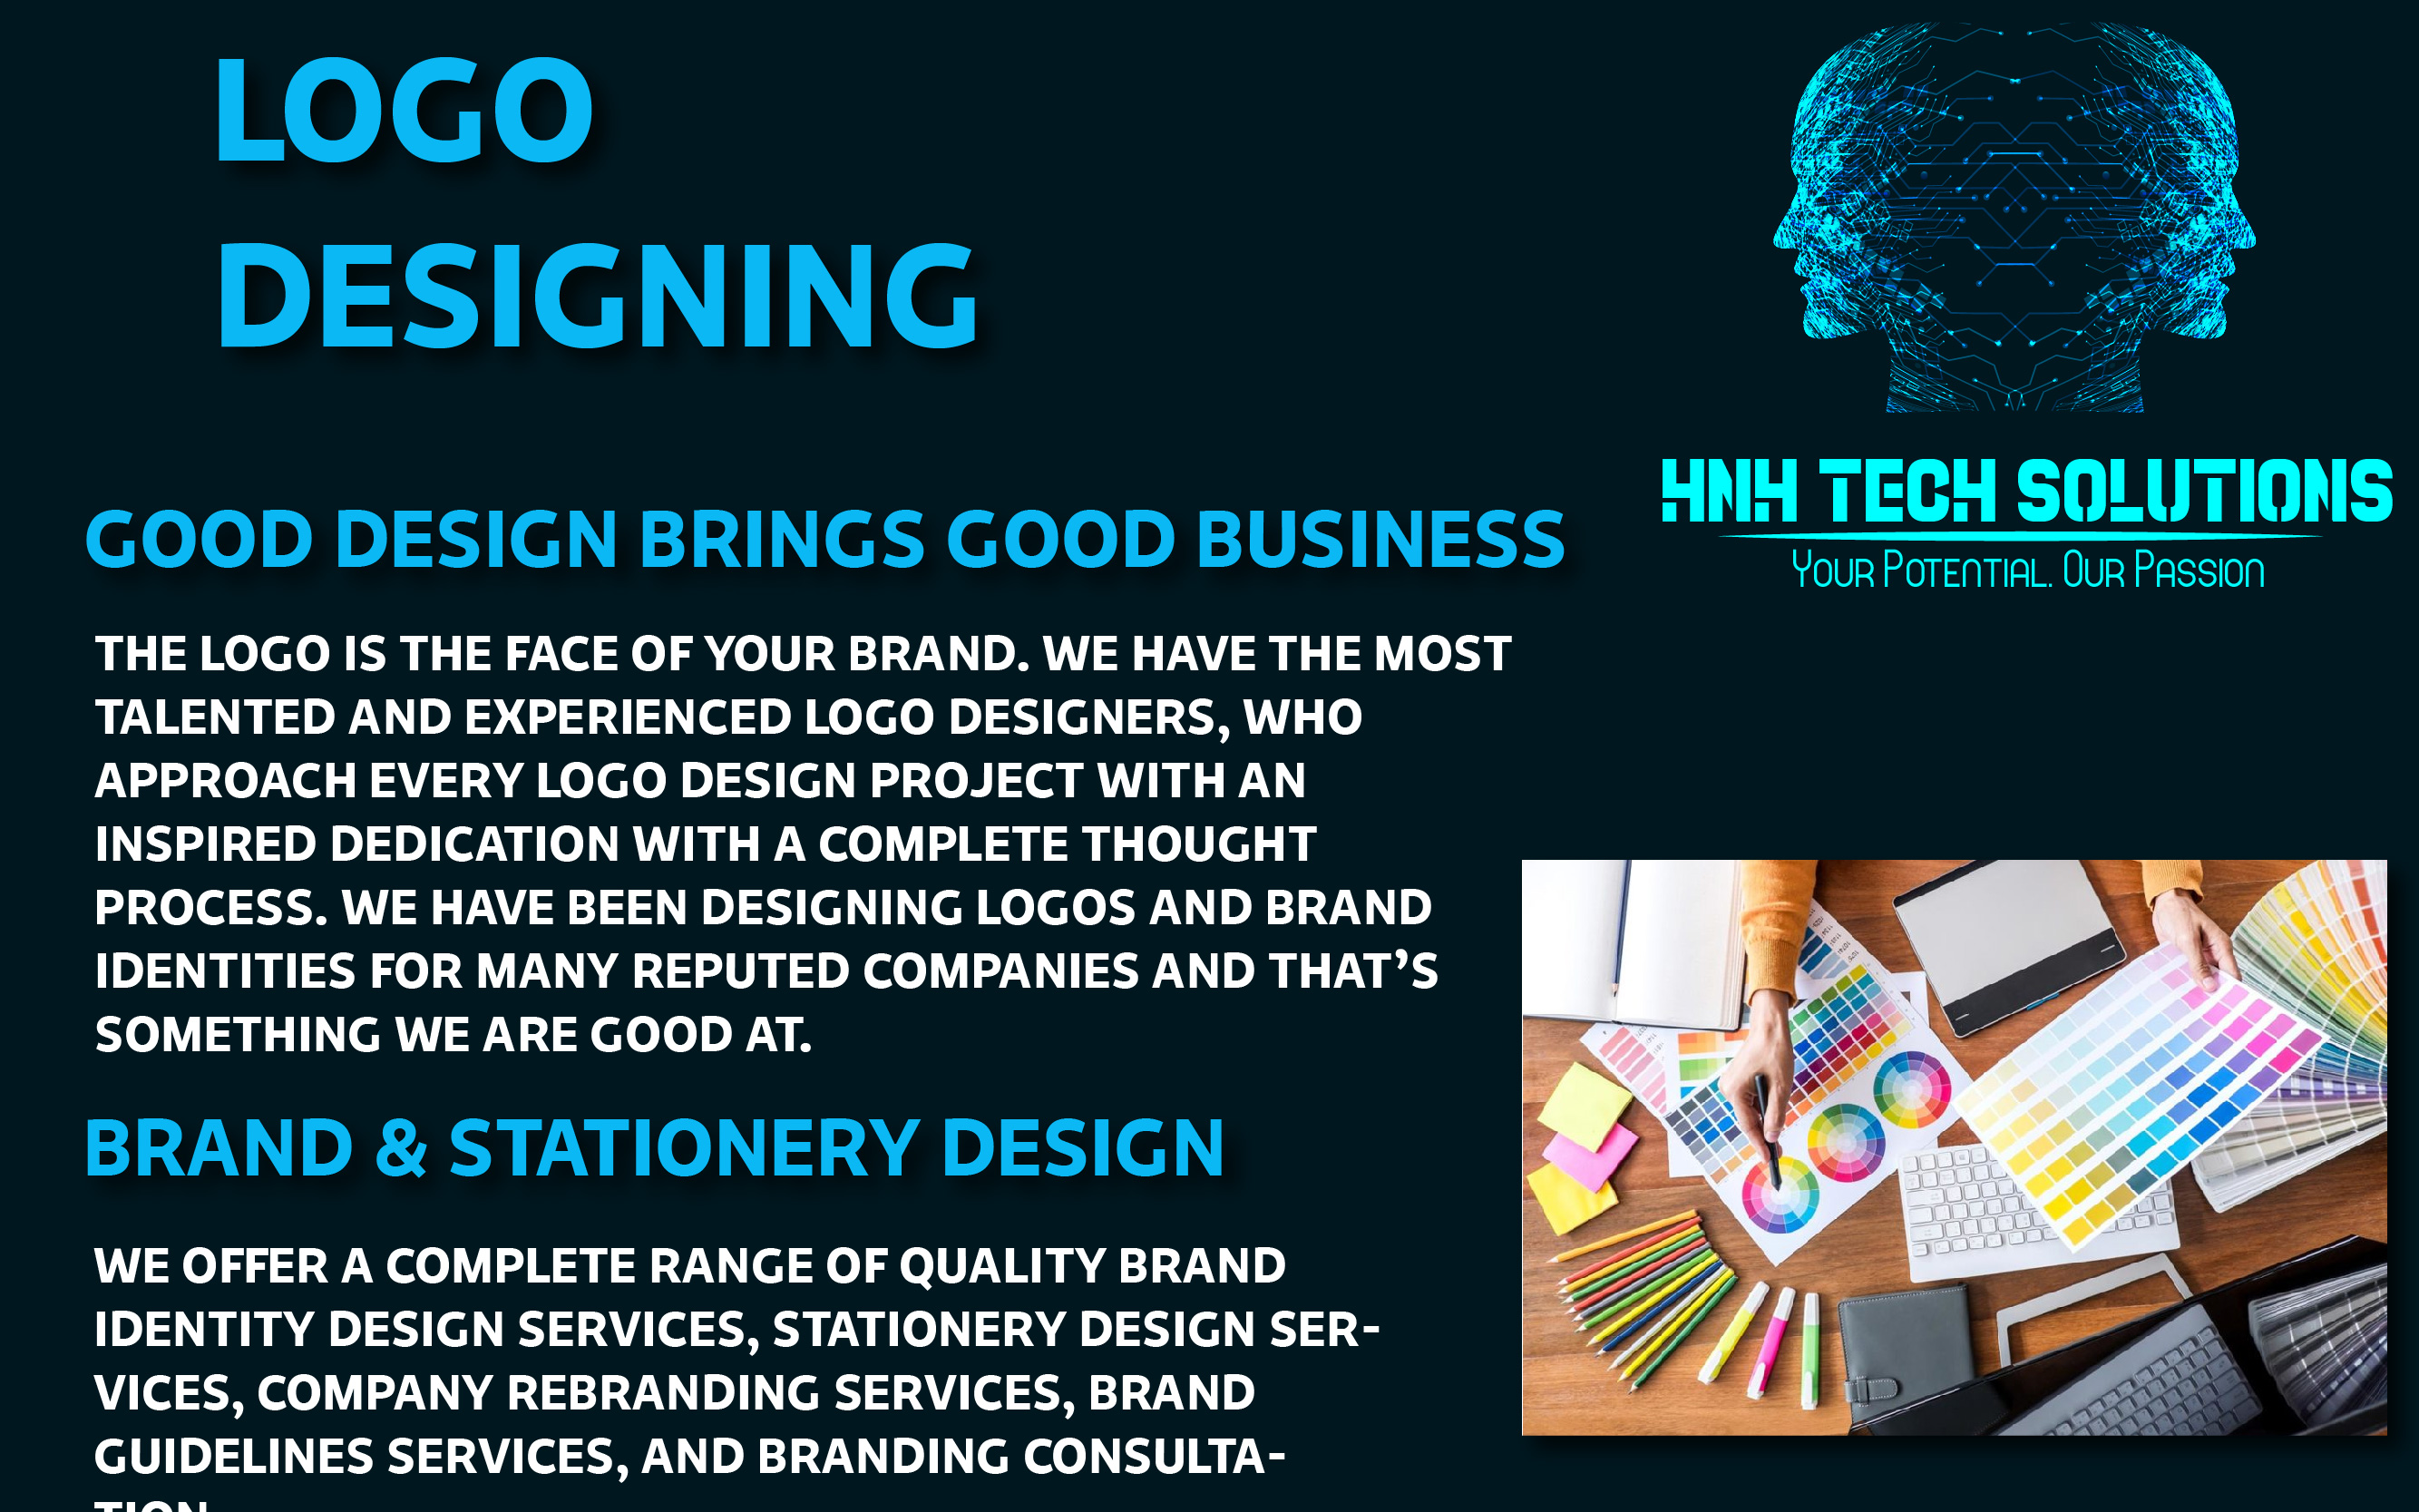 LOGO
DESIGNING
HNH TECH SOLUTIONS
YOUR POTENTIAL. OUR PASSION
GOOD DESIGN BRINGS GOOD BUSINESS
THE LOGO IS THE FACE OF YOUR BRAND. WE HAVE THE MOST
TALENTED AND EXPERIENCED LOGO DESIGNERS, WHO
APPROACH EVERY LOGO DESIGN PROJECT WITH AN
INSPIRED DEDICATION WITH A COMPLETE THOUGHT
PROCESS. WE HAVE BEEN DESIGNING LOGOS AND BRAND
IDENTITIES FOR MANY REPUTED COMPANIES AND THAT’S
SOMETHING WE ARE GOOD AT.
BRAND & STATIONERY DESIGN
WE OFFER A COMPLETE RANGE OF QUALITY BRAND
IDENTITY DESIGN SERVICES, STATIONERY DESIGN SER-
VICES, COMPANY REBRANDING SERVICES, BRAND
GUIDELINES SERVICES, AND BRANDING CONSULTA-
TION